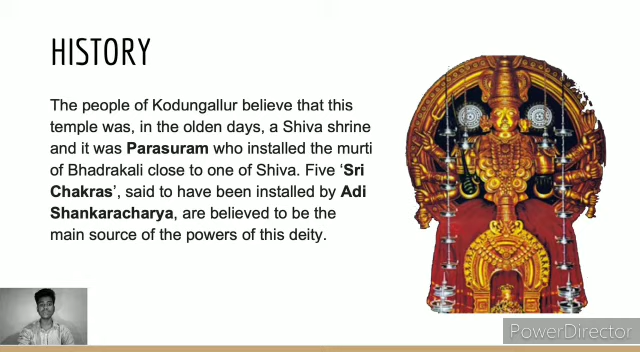 HISTORY
The people of Kodungallur believe that this
temple was, in the olden days, a Shiva shrine
and it was Parasuram who installed the murti
of Bhadrakali close to one of Shiva. Five ‘Sri
Chakras’, said to have been installed by Adi
Shankaracharya, are believed to be the
main source of the powers of this deity.
PowerDirector